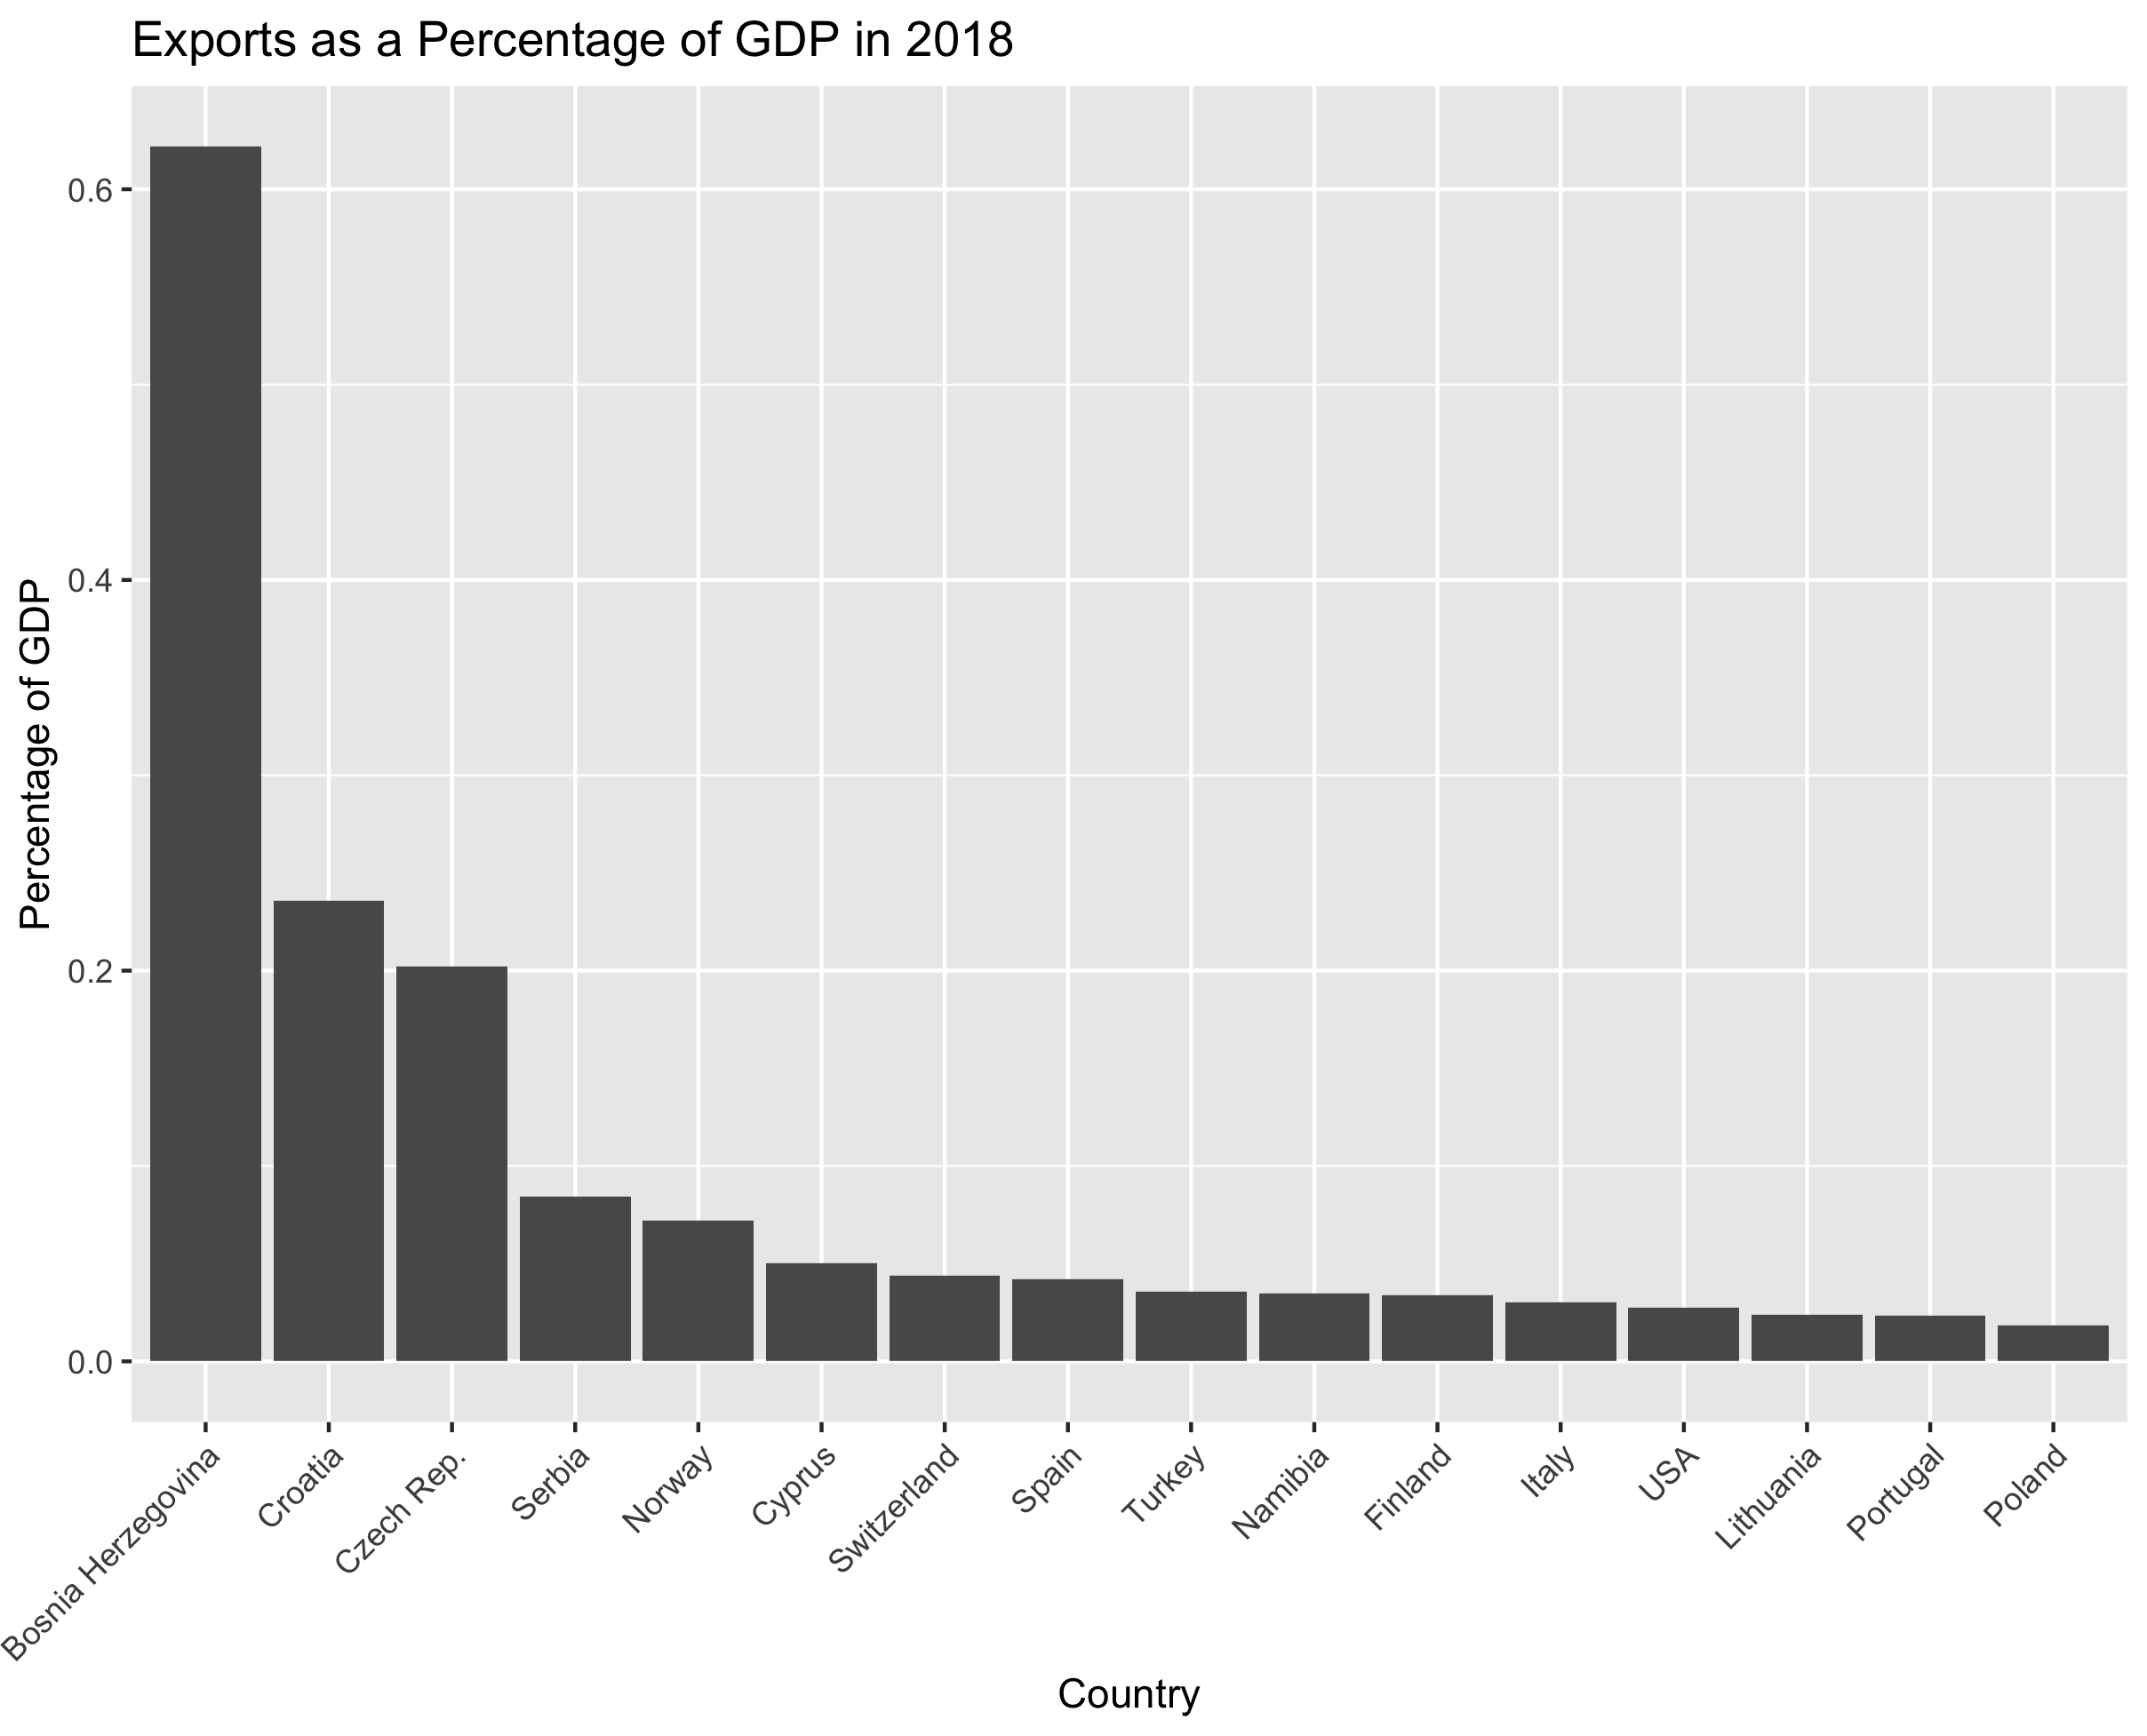 Exports as a Percentage of GDP in 2018
Percentage of GDP
0.6
0.4
0.2
0.0
Bosnia Herzegovina
Croatia
Czech Rep.
Serbia
Norway
Cyprus
Switzerland
Spain
Turkey
Namibia
Finland
Italy
USA
Lithuania
Portugal
Poland
Country